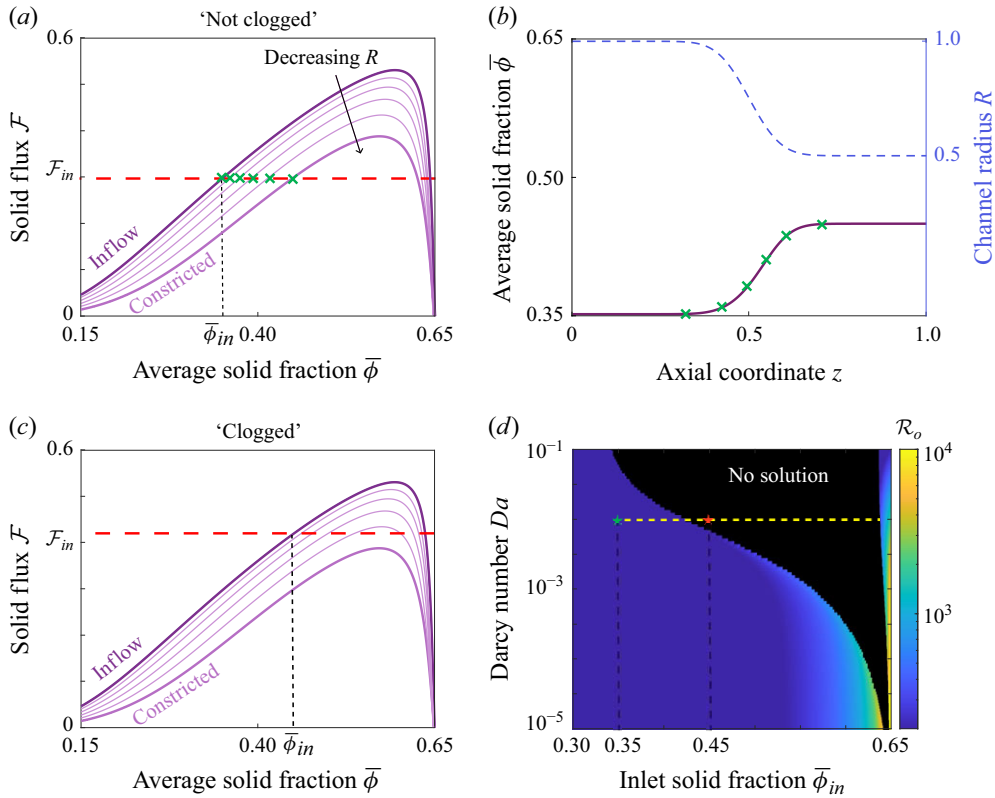 (a)
‘Not clogged’
0.6
Decreasing R
Solid flux ℱ
ℱin
Inflow
Constricted
0
0.15
ϕ̅in
0.40
0.65
Average solid fraction ϕ̅
(b)
0.65
1.0
Average solid fraction ϕ̅
0.50
0.5
Channel radius R
0.35
0
0.5
1.0
Axial coordinate z
(c)
‘Clogged’
0.6
Solid flux ℱ
ℱin
Inflow
Constricted
0
0.15
0.40
ϕ̅in
0.65
Average solid fraction ϕ̅
(d)
ℛo
10⁻¹
10⁴
No solution
Darcy number Da
10⁻³
10³
10⁻⁵
0.30
0.35
0.45
0.65
Inlet solid fraction ϕ̅in